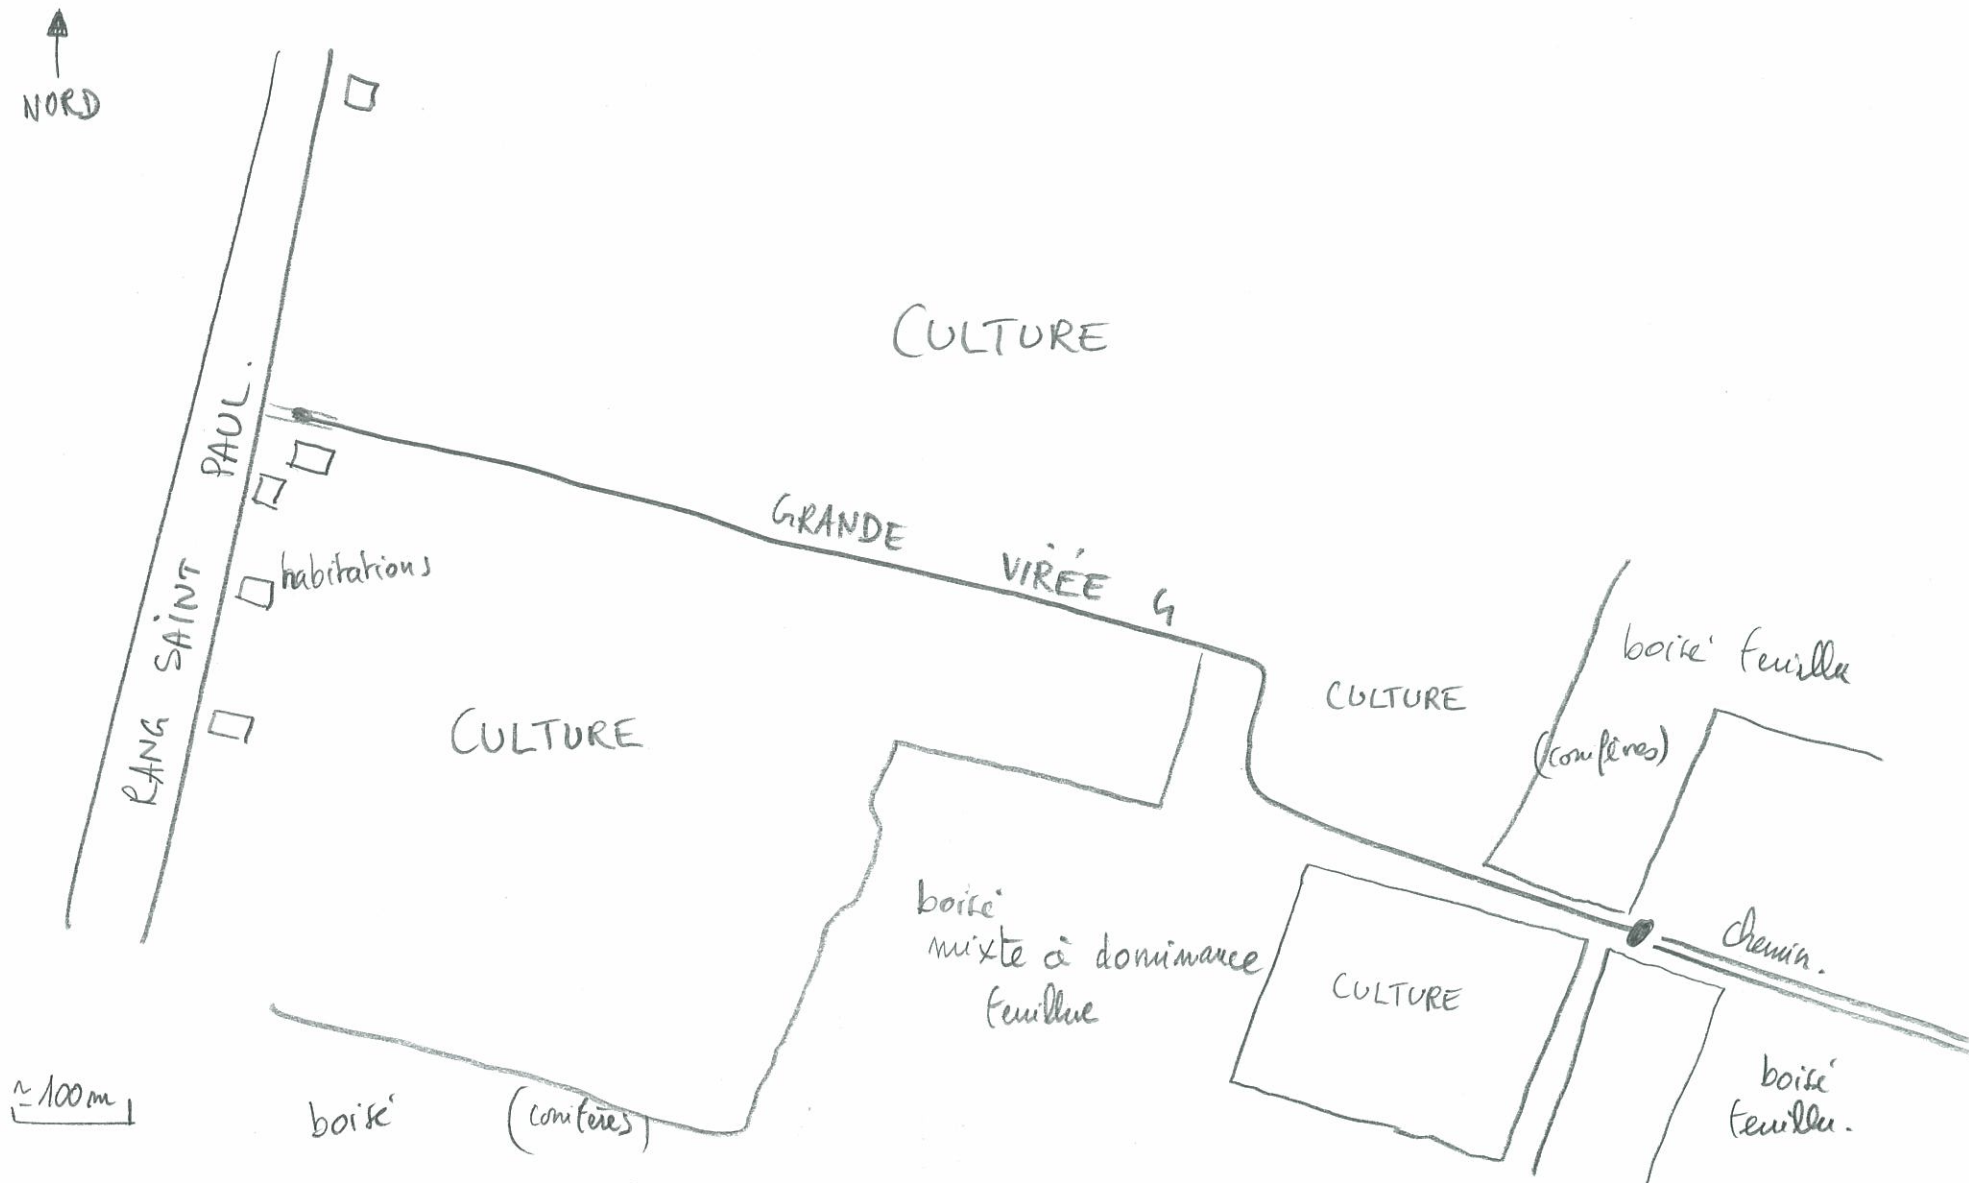 NORD
CULTURE
RANG SAINT PAUL.
GRANDE VIRÉE G
habitations
boisé feuillu
(conifères)
CULTURE
CULTURE
boisé
mixte à dominance
feuillue
chemin.
CULTURE
boisé
feuillu.
≃100m
boisé (conifères)